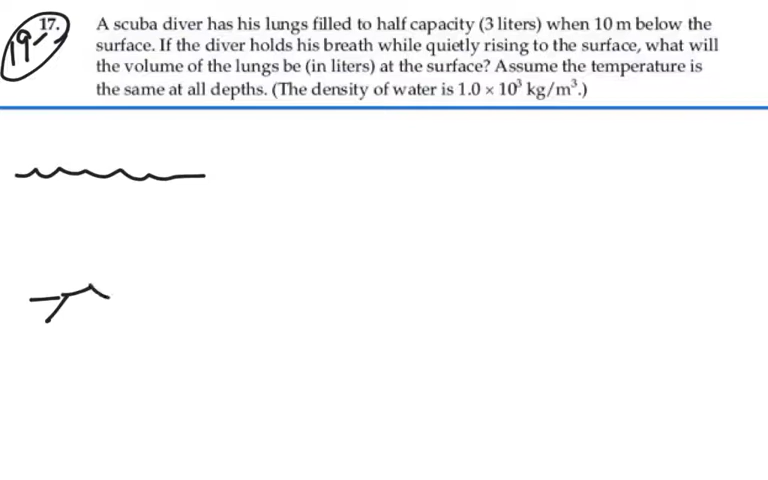 19- 17. A scuba diver has his lungs filled to half capacity (3 liters) when 10 m below the
surface. If the diver holds his breath while quietly rising to the surface, what will
the volume of the lungs be (in liters) at the surface? Assume the temperature is
the same at all depths. (The density of water is 1.0 × 10³ kg/m³.)